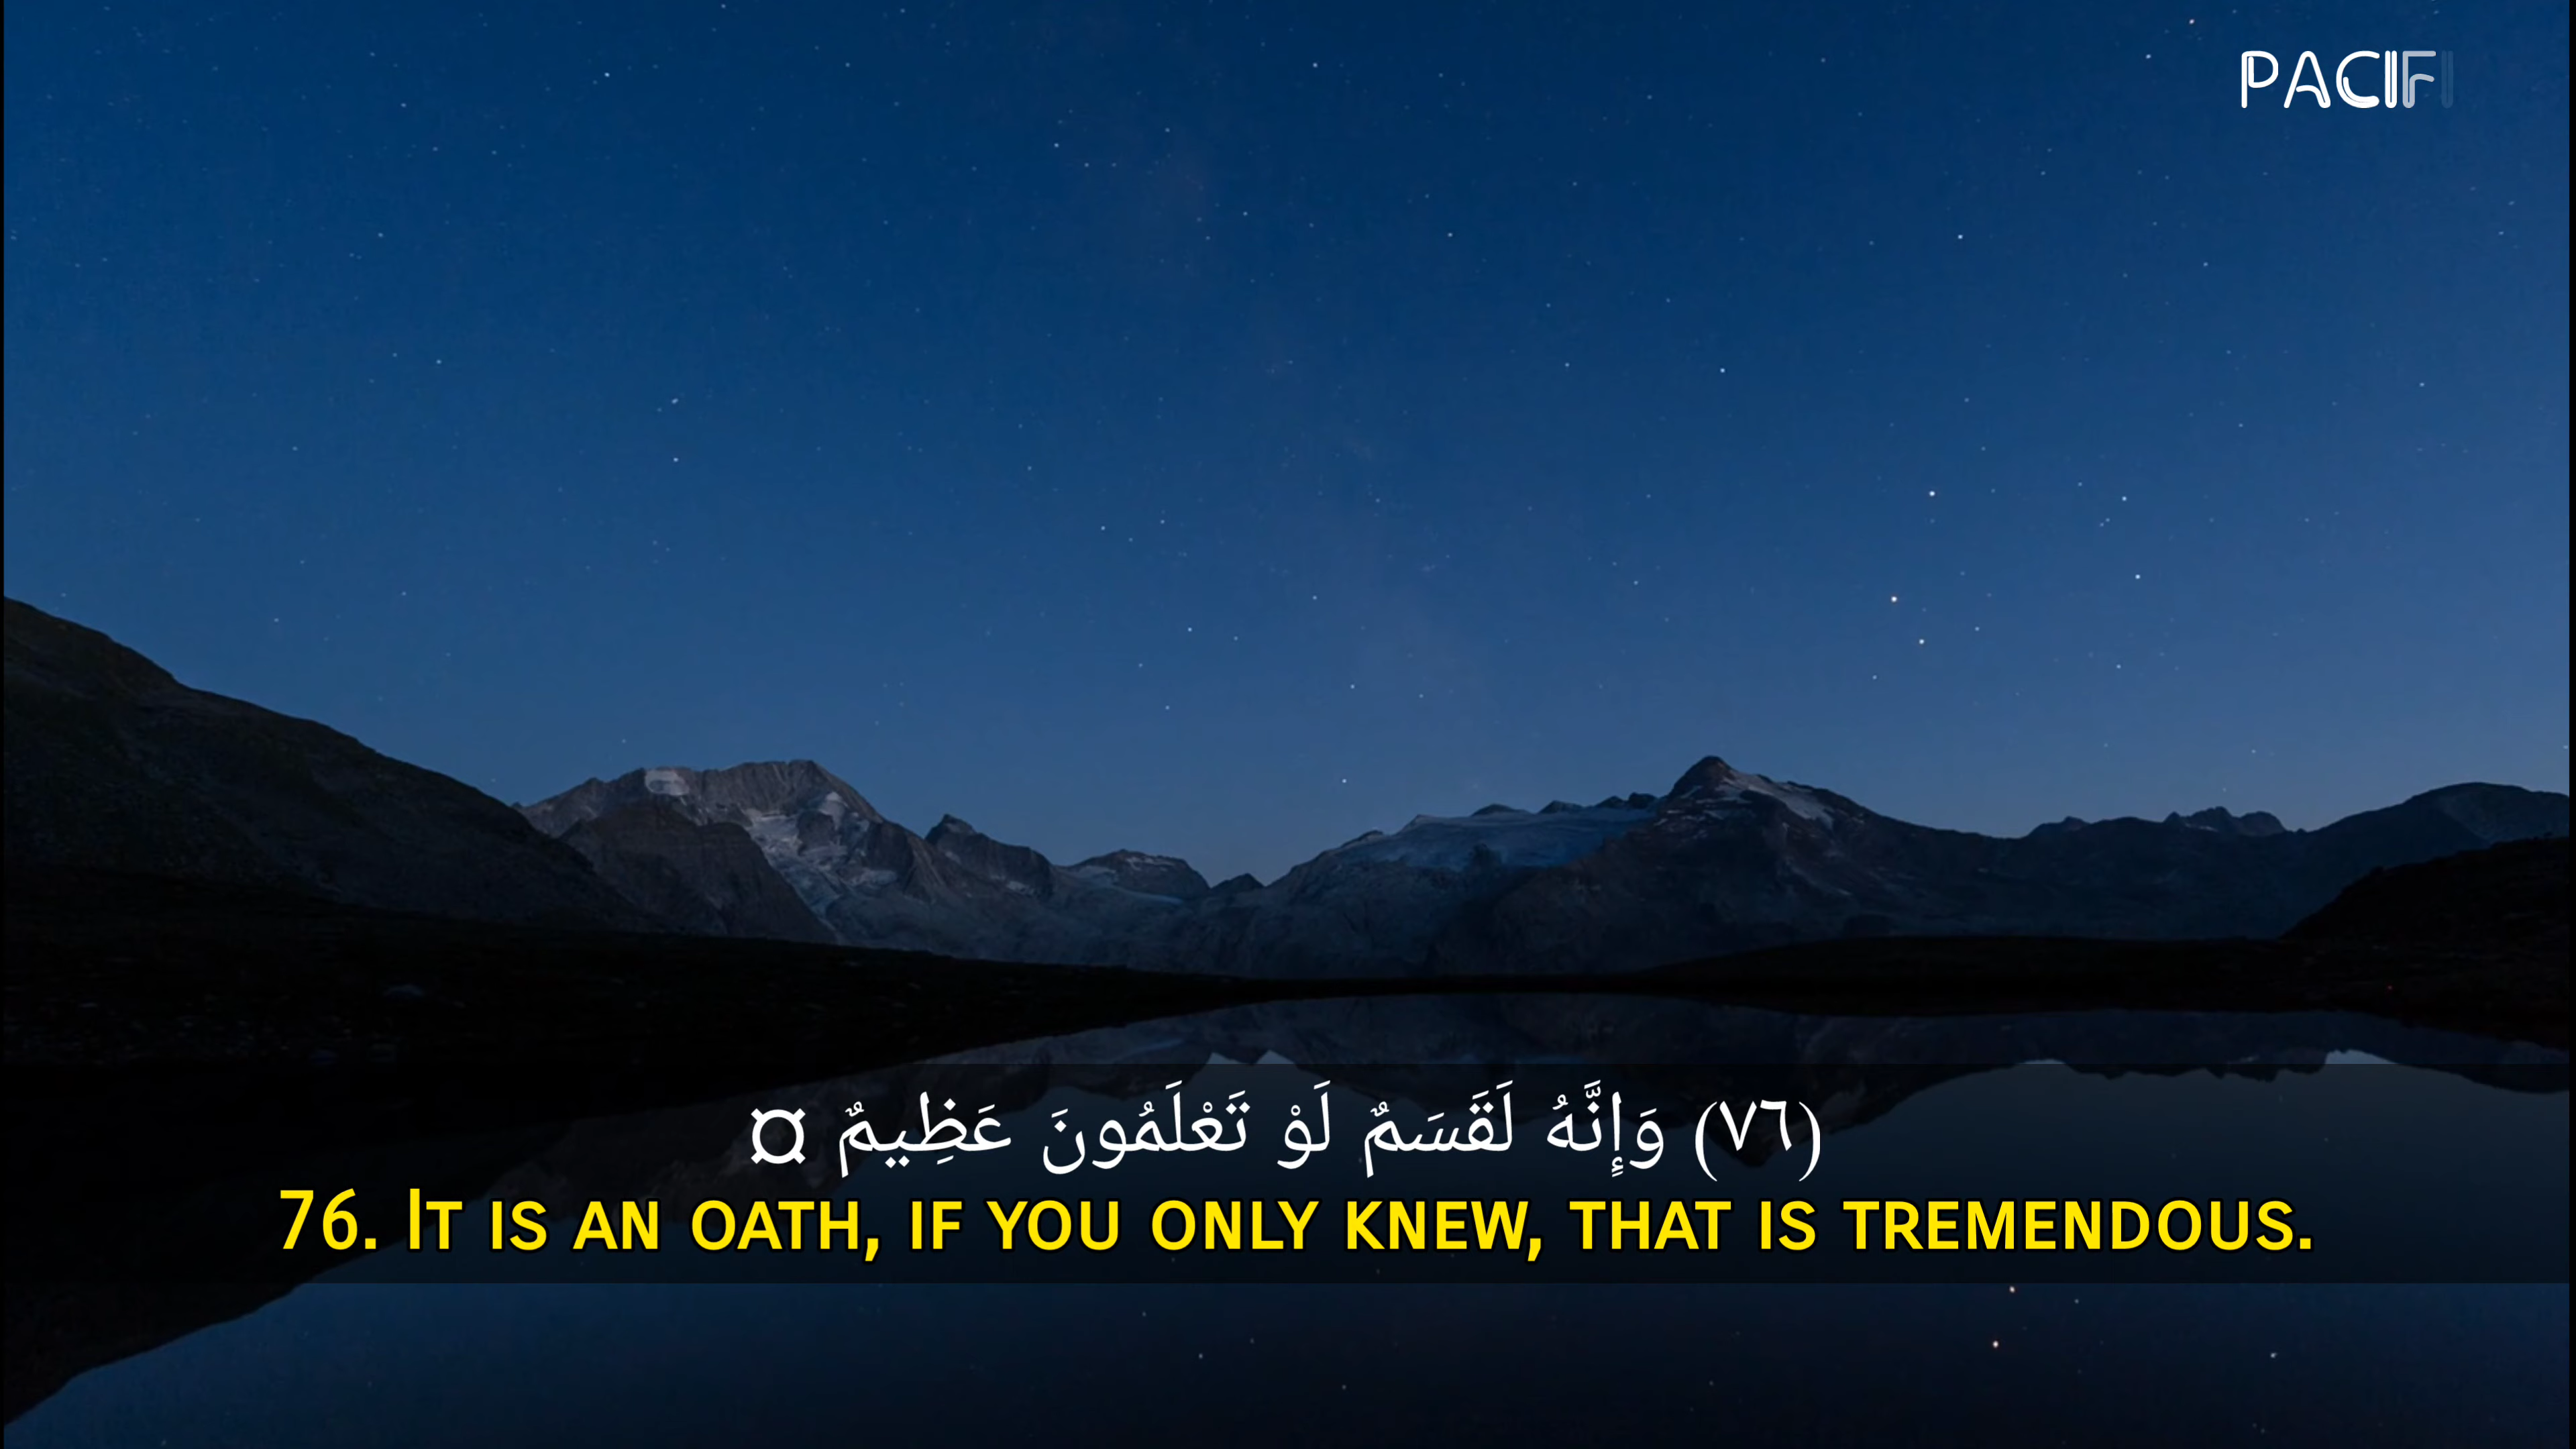 PACIFI
(٧٦) وَإِنَّهُ لَقَسَمٌ لَوْ تَعْلَمُونَ عَظِيمٌ ¤
76. It is an oath, if you only knew, that is tremendous.